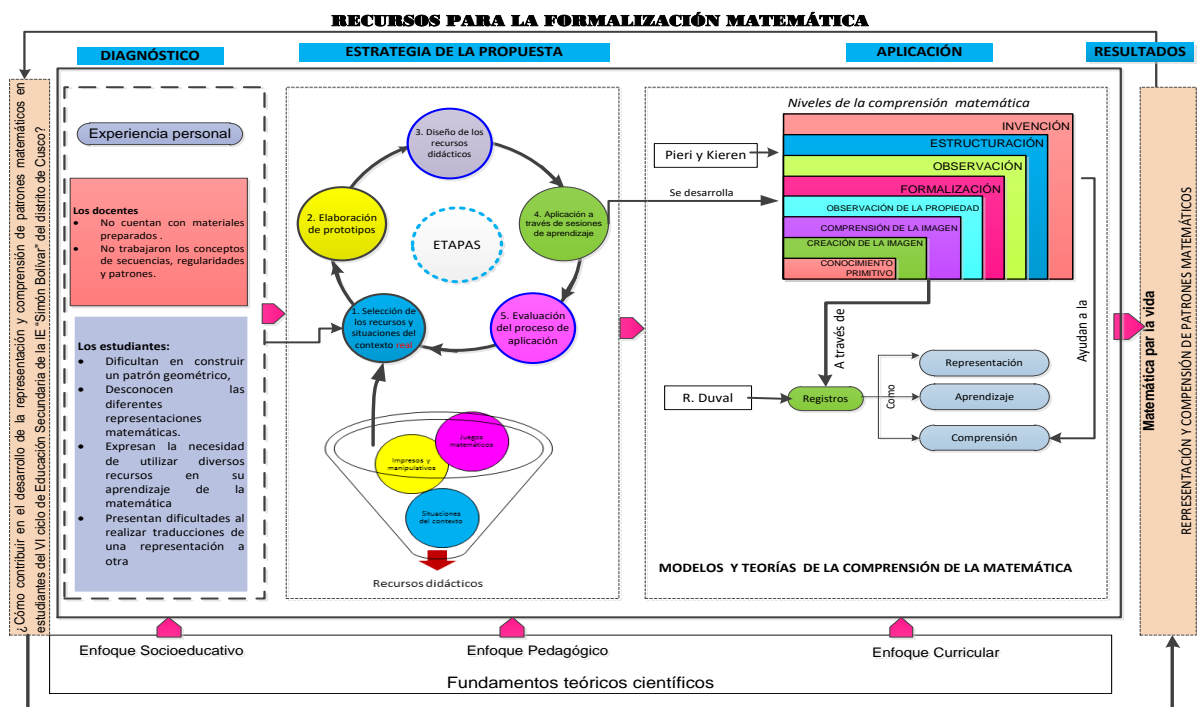 RECURSOS PARA LA FORMALIZACIÓN MATEMÁTICA
DIAGNÓSTICO
ESTRATEGIA DE LA PROPUESTA
APLICACIÓN
RESULTADOS
¿Cómo contribuir en el desarrollo de la representación y comprensión de patrones matemáticos en
estudiantes del VI ciclo de Educación Secundaria de la IE "Simón Bolívar" del distrito de Cusco?
Experiencia personal
Los docentes
• No cuentan con materiales
preparados .
• No trabajaron los conceptos
de secuencias, regularidades
y patrones.
Los estudiantes:
• Dificultan en construir
un patrón geométrico,
• Desconocen las
diferentes
representaciones
matemáticas.
• Expresan la necesidad
de utilizar diversos
recursos en su
aprendizaje de la
matemática
• Presentan dificultades al
realizar traducciones de
una representación a
otra
3. Diseño de los
recursos
didácticos
2. Elaboración
de prototipos
4. Aplicación a
través de sesiones
de aprendizaje
ETAPAS
1. Selección de
los recursos y
situaciones del
contexto real
5. Evaluación
del proceso de
aplicación
Juegos
matemáticos
Impresos y
manipulativos
Situaciones
del contexto
Recursos didácticos
Niveles de la comprensión matemática
INVENCIÓN
ESTRUCTURACIÓN
OBSERVACIÓN
FORMALIZACIÓN
OBSERVACIÓN DE LA PROPIEDAD
COMPRENSIÓN DE LA IMAGEN
CREACIÓN DE LA IMAGEN
CONOCIMIENTO
PRIMITIVO
Pieri y Kieren
Se desarrolla
A través de
Ayudan a la
R. Duval
Registros
Como
Representación
Aprendizaje
Comprensión
MODELOS Y TEORÍAS DE LA COMPRENSIÓN DE LA MATEMÁTICA
Matemática par la vida
REPRESENTACIÓN Y COMPENSIÓN DE PATRONES MATEMÁTICOS
Enfoque Socioeducativo
Enfoque Pedagógico
Enfoque Curricular
Fundamentos teóricos científicos